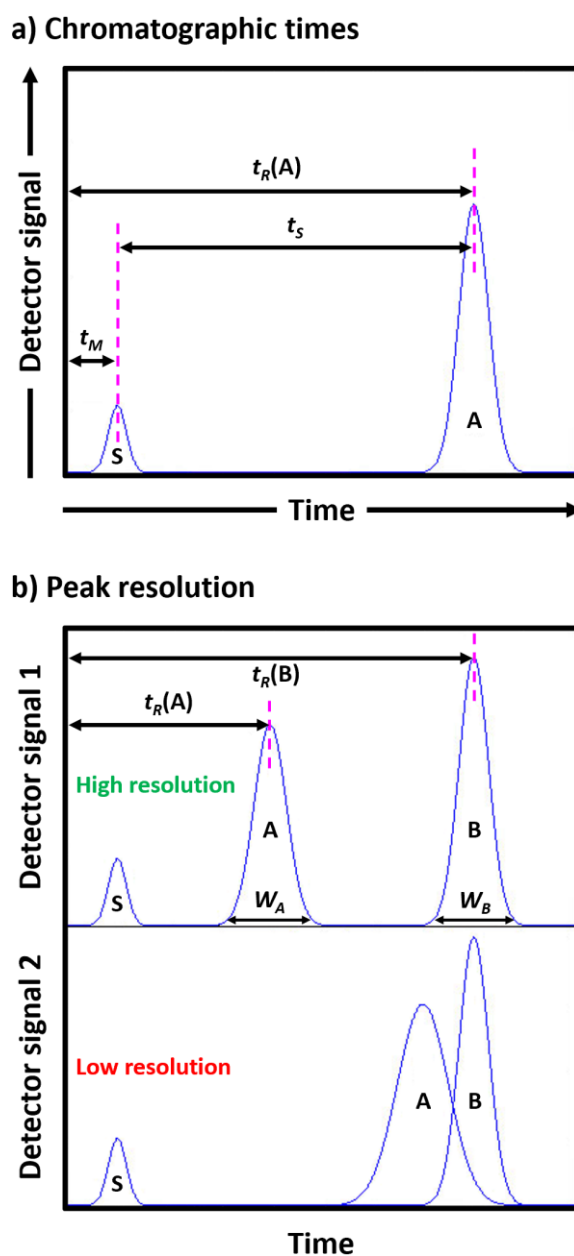 a) Chromatographic times
Detector signal
tR(A)
tS
tM
S
A
Time
b) Peak resolution
Detector signal 1
tR(B)
tR(A)
High resolution
A
B
S
WA
WB
Detector signal 2
Low resolution
A
B
S
Time